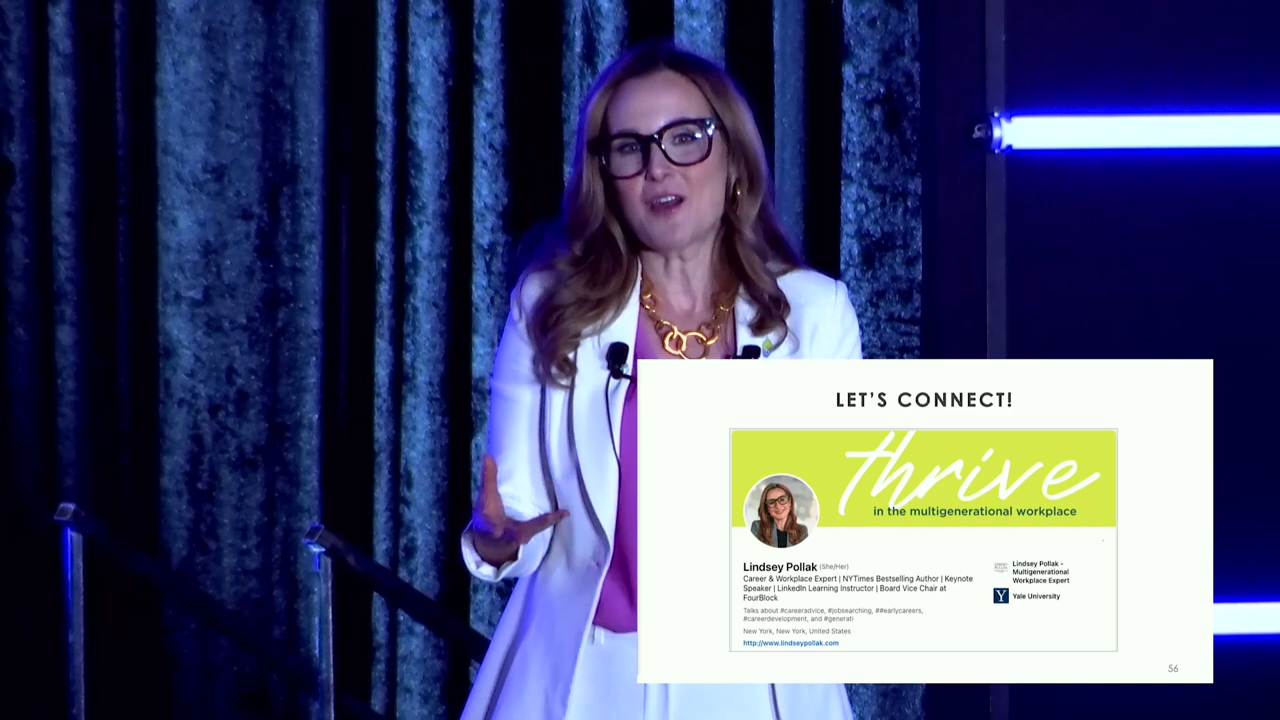 LET'S CONNECT!
thrive
in the multigenerational workplace
Lindsey Pollak (She/Her)
Career & Workplace Expert | NYTimes Bestselling Author | Keynote
Speaker | LinkedIn Learning Instructor | Board Vice Chair at
FourBlock
Talks about #careeradvice, #jobsearching, ##earlycareers,
#careerdevelopment, and #generati
New York, New York, United States
http://www.lindseypollak.com
Lindsey Pollak -
Multigenerational
Workplace Expert
Y Yale University
56